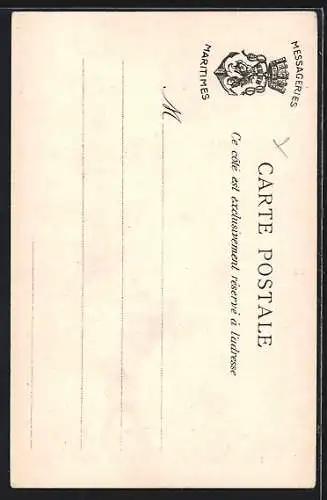 MESSAGERIES
MARITIMES
CARTE POSTALE
Ce côté est exclusivement réservé à l'adresse
M